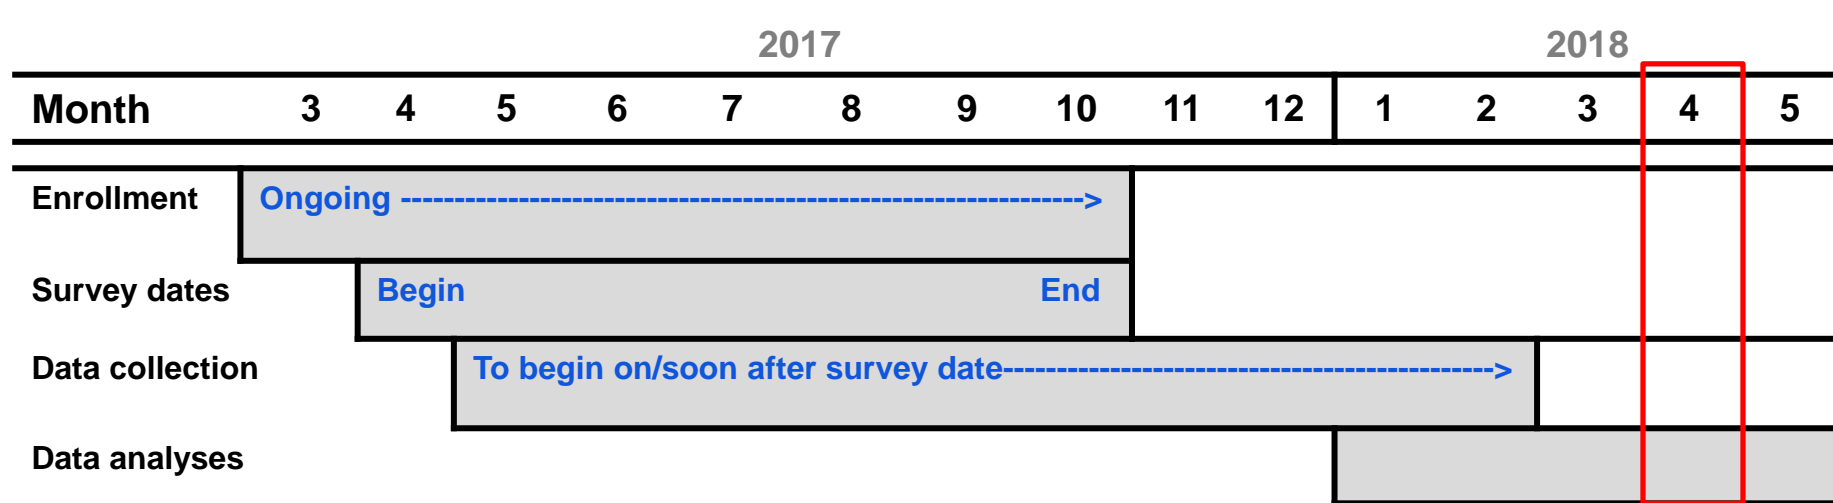 2017 2018
Month 3 4 5 6 7 8 9 10 11 12 1 2 3 4 5
Enrollment Ongoing ---------------------------------------------------------------->
Survey dates Begin End
Data collection To begin on/soon after survey date---------------------------------------------->
Data analyses